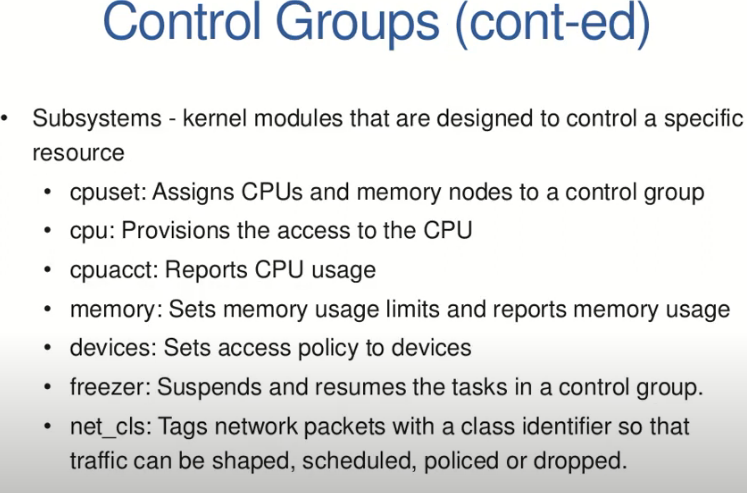 Control Groups (cont-ed)
• Subsystems - kernel modules that are designed to control a specific
resource
• cpuset: Assigns CPUs and memory nodes to a control group
• cpu: Provisions the access to the CPU
• cpuacct: Reports CPU usage
• memory: Sets memory usage limits and reports memory usage
• devices: Sets access policy to devices
• freezer: Suspends and resumes the tasks in a control group.
• net_cls: Tags network packets with a class identifier so that
traffic can be shaped, scheduled, policed or dropped.